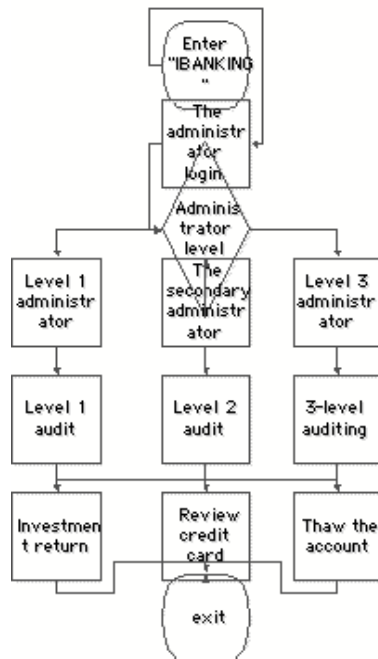 Enter
"IBANKING
"
The
administr
ator
login
Adminis
trator
level
Level 1
administr
ator
The
secondary
administr
ator
Level 3
administr
ator
Level 1
audit
Level 2
audit
3-level
auditing
Investmen
t return
Review
credit
card
Thaw the
account
exit